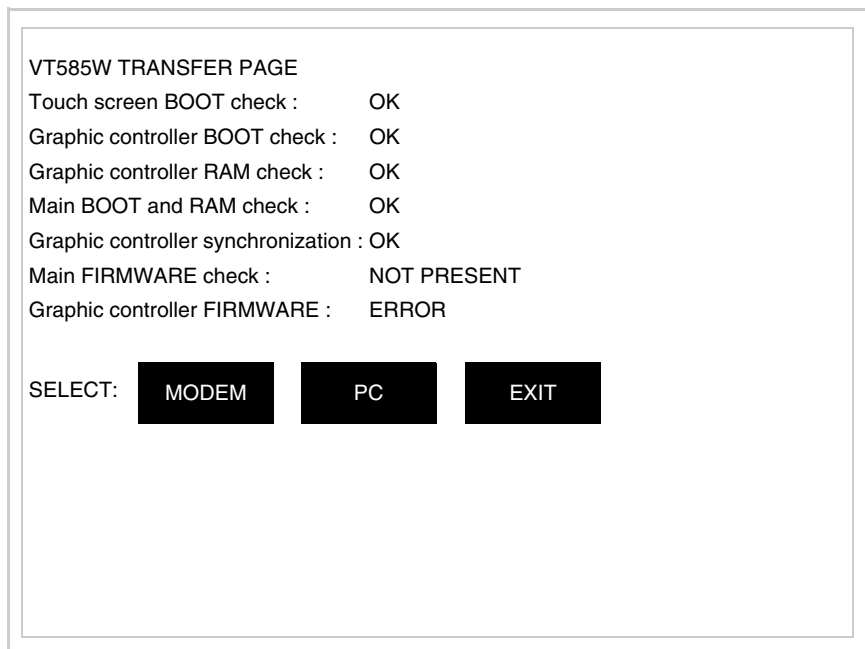 VT585W TRANSFER PAGE
Touch screen BOOT check : OK
Graphic controller BOOT check : OK
Graphic controller RAM check : OK
Main BOOT and RAM check : OK
Graphic controller synchronization : OK
Main FIRMWARE check : NOT PRESENT
Graphic controller FIRMWARE : ERROR
SELECT: MODEM PC EXIT